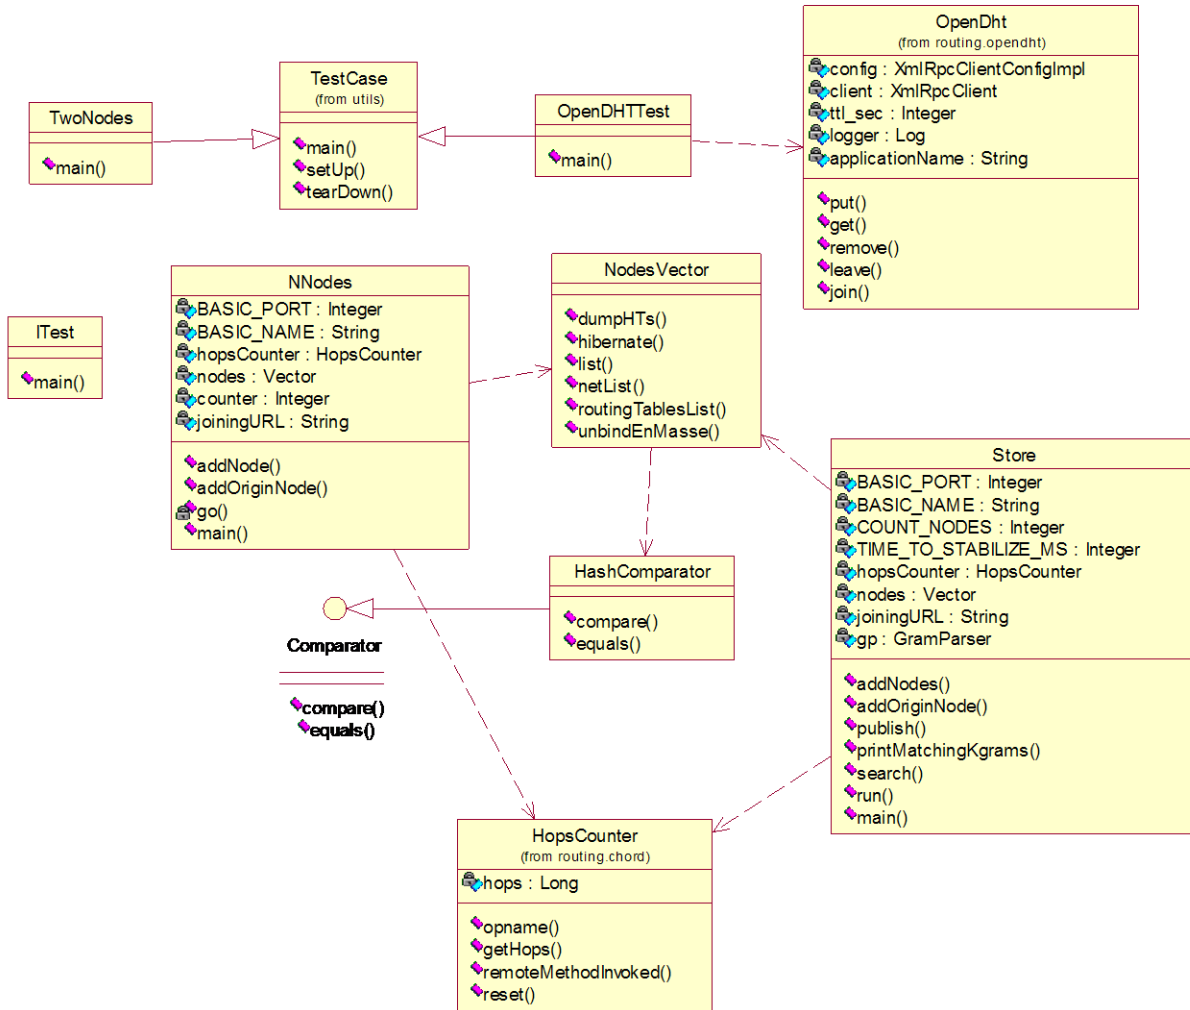 OpenDht
(from routing.opendht)
config : XmlRpcClientConfigImpl
client : XmlRpcClient
ttl_sec : Integer
logger : Log
applicationName : String
put()
get()
remove()
leave()
join()
TestCase
(from utils)
main()
setUp()
tearDown()
TwoNodes
main()
OpenDHTTest
main()
NNodes
BASIC_PORT : Integer
BASIC_NAME : String
hopsCounter : HopsCounter
nodes : Vector
counter : Integer
joiningURL : String
addNode()
addOriginNode()
go()
main()
NodesVector
dumpHTs()
hibernate()
list()
netList()
routingTablesList()
unbindEnMasse()
ITest
main()
Store
BASIC_PORT : Integer
BASIC_NAME : String
COUNT_NODES : Integer
TIME_TO_STABILIZE_MS : Integer
hopsCounter : HopsCounter
nodes : Vector
joiningURL : String
gp : GramParser
addNodes()
addOriginNode()
publish()
printMatchingKgrams()
search()
run()
main()
HashComparator
compare()
equals()
Comparator
compare()
equals()
HopsCounter
(from routing.chord)
hops : Long
opname()
getHops()
remoteMethodInvoked()
reset()